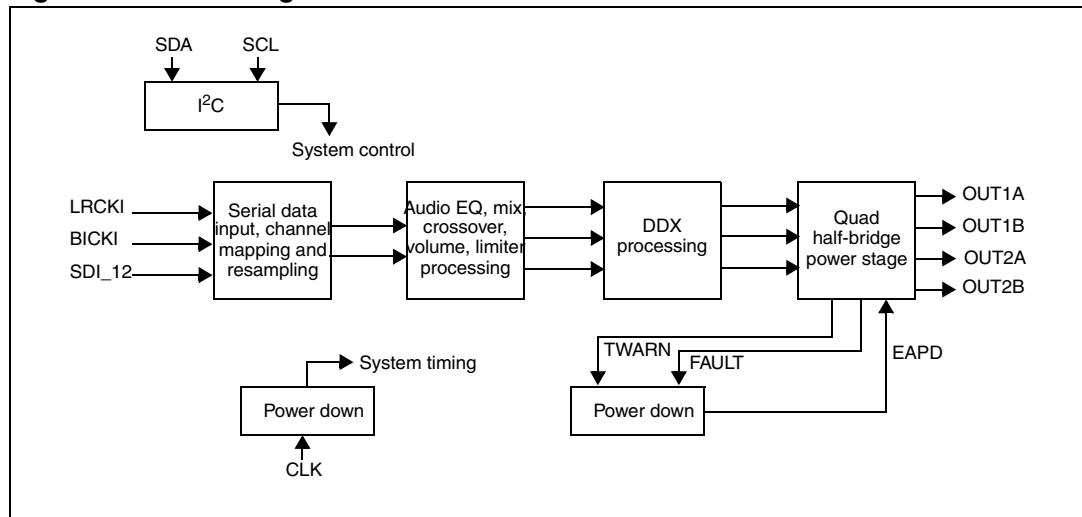 SDA
SCL
I²C
System control
LRCKI
BICKI
SDI_12
Serial data
input, channel
mapping and
resampling
Audio EQ, mix,
crossover,
volume, limiter
processing
DDX
processing
Quad
half-bridge
power stage
OUT1A
OUT1B
OUT2A
OUT2B
TWARN
FAULT
EAPD
System timing
Power down
Power down
CLK